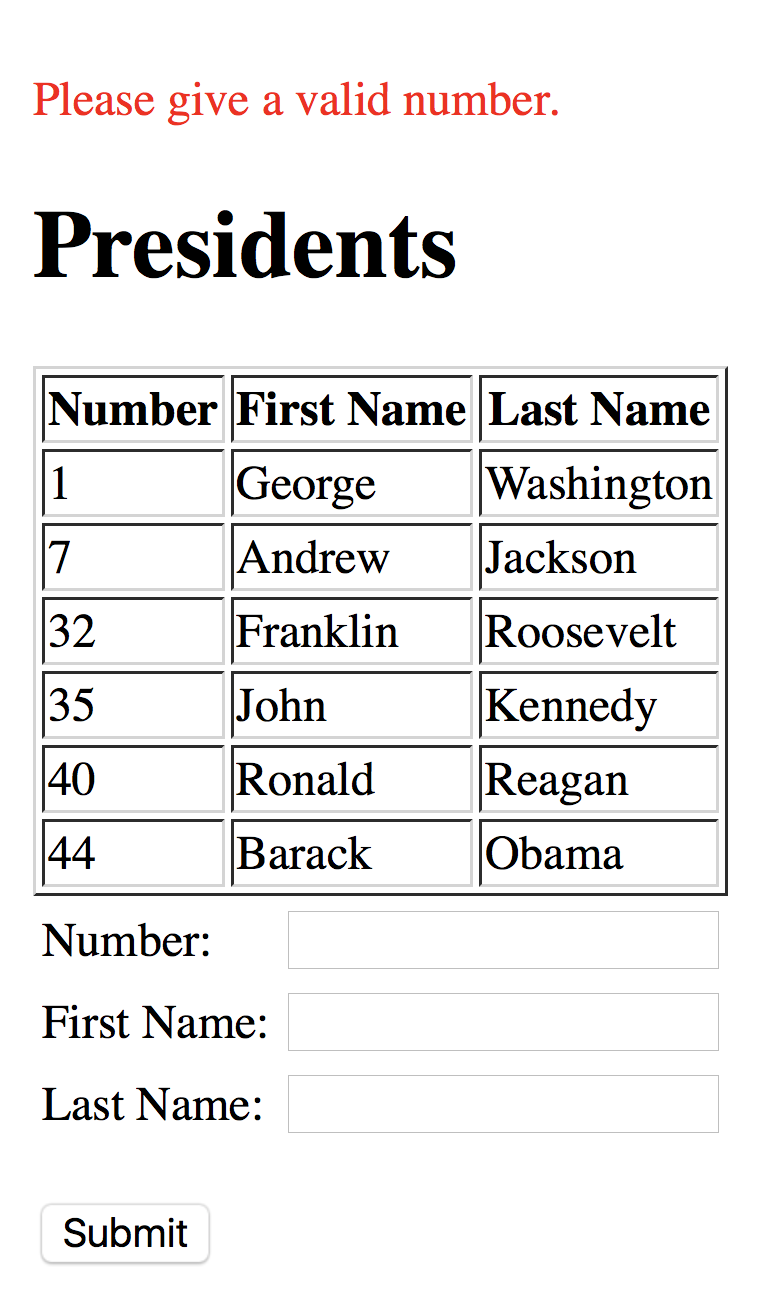 Please give a valid number.
Presidents
Number First Name Last Name
1 George Washington
7 Andrew Jackson
32 Franklin Roosevelt
35 John Kennedy
40 Ronald Reagan
44 Barack Obama
Number:
First Name:
Last Name:
Submit